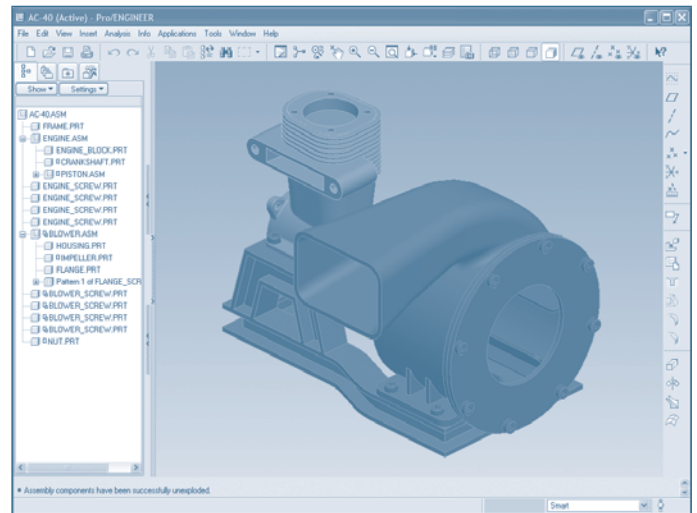 AC-40 (Active) - Pro/ENGINEER
File Edit View Insert Analysis Info Applications Tools Window Help
Show Settings
AC-40.ASM
FRAME.PRT
ENGINE.ASM
ENGINE_BLOCK.PRT
CRANKSHAFT.PRT
PISTON.ASM
ENGINE_SCREW.PRT
ENGINE_SCREW.PRT
ENGINE_SCREW.PRT
ENGINE_SCREW.PRT
BLOWER.ASM
HOUSING.PRT
IMPELLER.PRT
FLANGE.PRT
Pattern 1 of FLANGE_SCR
BLOWER_SCREW.PRT
BLOWER_SCREW.PRT
BLOWER_SCREW.PRT
BLOWER_SCREW.PRT
NUT.PRT
• Assembly components have been successfully unexploded.
Smart